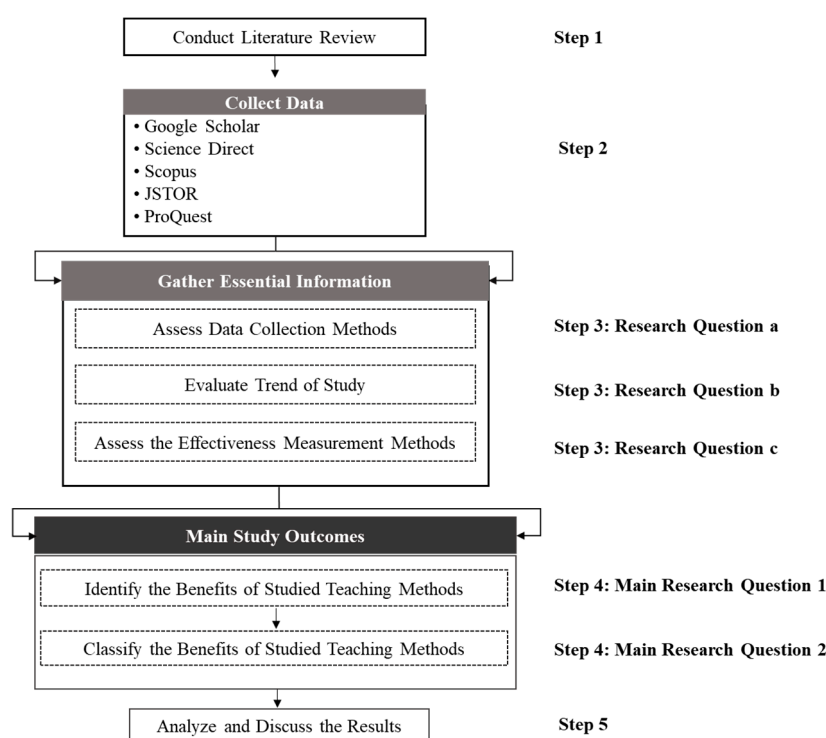 Conduct Literature Review
Step 1
Collect Data
• Google Scholar
• Science Direct
• Scopus
• JSTOR
• ProQuest
Step 2
Gather Essential Information
Assess Data Collection Methods
Step 3: Research Question a
Evaluate Trend of Study
Step 3: Research Question b
Assess the Effectiveness Measurement Methods
Step 3: Research Question c
Main Study Outcomes
Identify the Benefits of Studied Teaching Methods
Step 4: Main Research Question 1
Classify the Benefits of Studied Teaching Methods
Step 4: Main Research Question 2
Analyze and Discuss the Results
Step 5